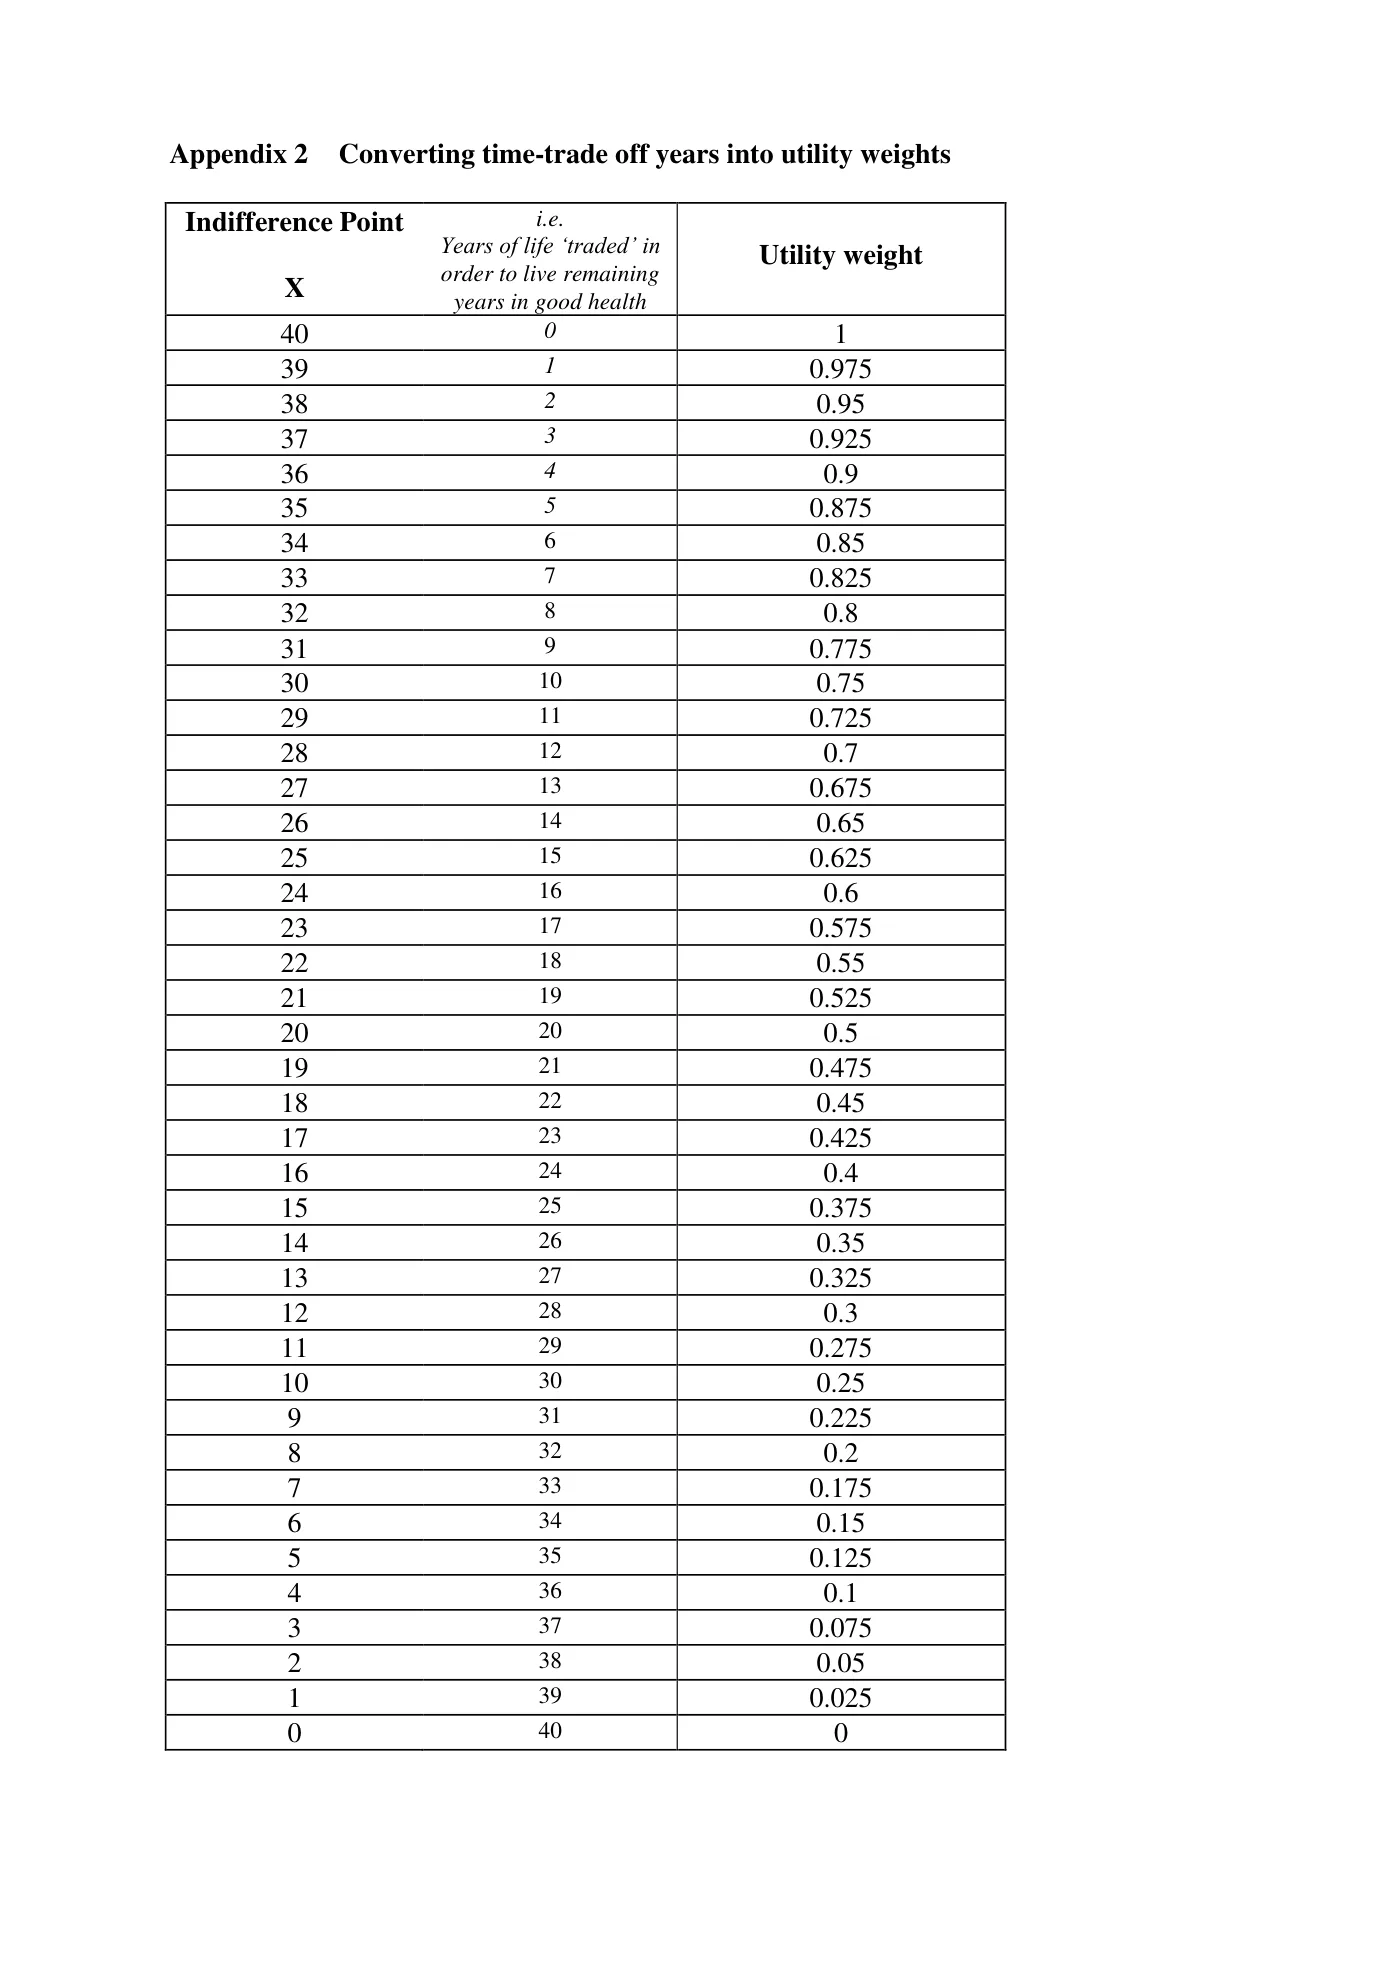 Appendix 2 Converting time-trade off years into utility weights
Indifference Point
X
i.e.
Years of life ‘traded’ in
order to live remaining
years in good health
Utility weight
40 0 1
39 1 0.975
38 2 0.95
37 3 0.925
36 4 0.9
35 5 0.875
34 6 0.85
33 7 0.825
32 8 0.8
31 9 0.775
30 10 0.75
29 11 0.725
28 12 0.7
27 13 0.675
26 14 0.65
25 15 0.625
24 16 0.6
23 17 0.575
22 18 0.55
21 19 0.525
20 20 0.5
19 21 0.475
18 22 0.45
17 23 0.425
16 24 0.4
15 25 0.375
14 26 0.35
13 27 0.325
12 28 0.3
11 29 0.275
10 30 0.25
9 31 0.225
8 32 0.2
7 33 0.175
6 34 0.15
5 35 0.125
4 36 0.1
3 37 0.075
2 38 0.05
1 39 0.025
0 40 0